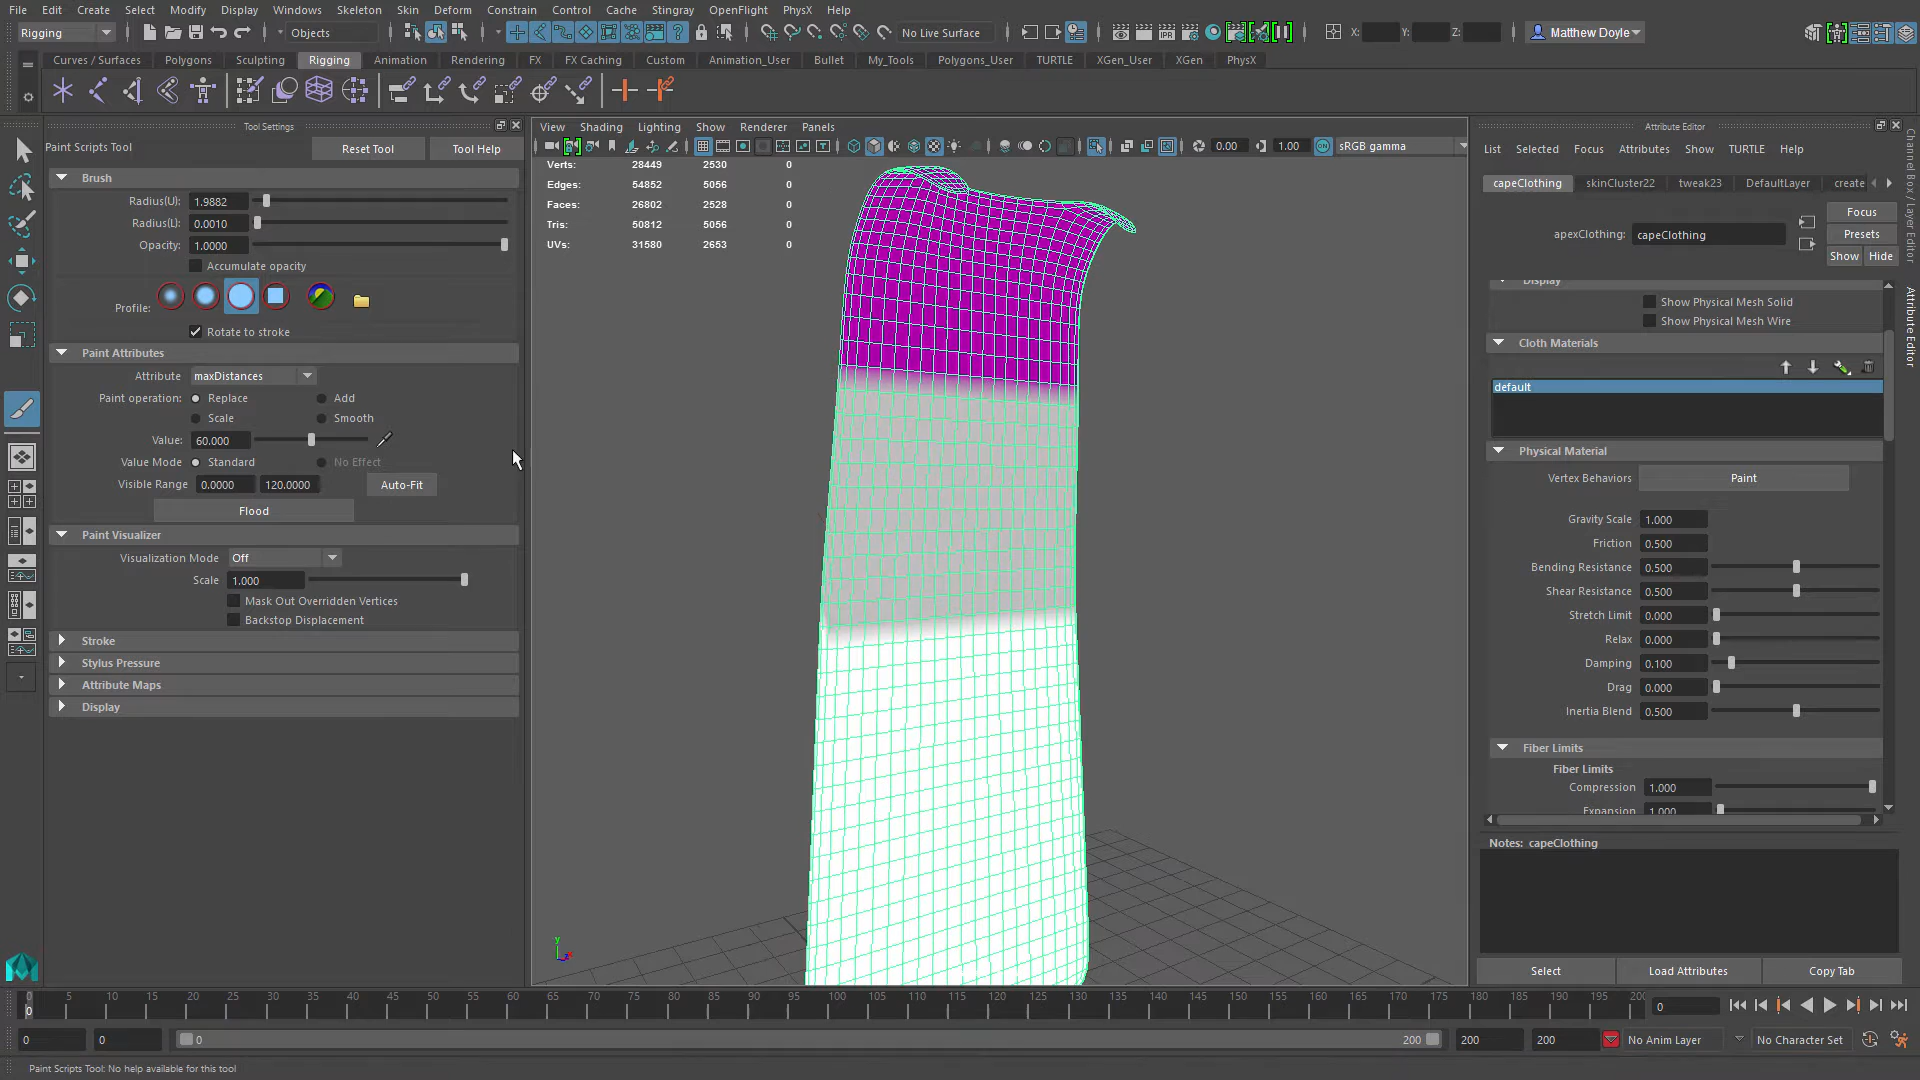 File Edit Create Select Modify Display Windows Skeleton Skin Deform Constrain Control Cache Stingray OpenFlight PhysX Help
Rigging Objects No Live Surface X: Y: Z: Matthew Doyle
Curves / Surfaces Polygons Sculpting Rigging Animation Rendering FX FX Caching Custom Animation_User Bullet My_Tools Polygons_User TURTLE XGen_User XGen PhysX
Tool Settings
Paint Scripts Tool Reset Tool Tool Help
Brush
Radius(U): 1.9882
Radius(L): 0.0010
Opacity: 1.0000
Accumulate opacity
Profile:
Rotate to stroke
Paint Attributes
Attribute maxDistances
Paint operation: Replace Add
Scale Smooth
Value: 60.000
Value Mode Standard No Effect
Visible Range 0.0000 120.0000 Auto-Fit
Flood
Paint Visualizer
Visualization Mode Off
Scale 1.000
Mask Out Overridden Vertices
Backstop Displacement
Stroke
Stylus Pressure
Attribute Maps
Display
View Shading Lighting Show Renderer Panels
0.00 1.00 ON sRGB gamma
Verts: 28449 2530 0
Edges: 54852 5056 0
Faces: 26802 2528 0
Tris: 50812 5056 0
UVs: 31580 2653 0
y
Attribute Editor
List Selected Focus Attributes Show TURTLE Help
capeClothing skinCluster22 tweak23 DefaultLayer create
apexClothing: capeClothing
Focus
Presets
Show Hide
Display
Show Physical Mesh Solid
Show Physical Mesh Wire
Cloth Materials
default
Physical Material
Vertex Behaviors Paint
Gravity Scale 1.000
Friction 0.500
Bending Resistance 0.500
Shear Resistance 0.500
Stretch Limit 0.000
Relax 0.000
Damping 0.100
Drag 0.000
Inertia Blend 0.500
Fiber Limits
Fiber Limits
Compression 1.000
Expansion 1.000
Notes: capeClothing
Select Load Attributes Copy Tab
Channel Box / Layer Editor
Attribute Editor
0 5 10 15 20 25 30 35 40 45 50 55 60 65 70 75 80 85 90 95 100 105 110 115 120 125 130 135 140 145 150 155 160 165 170 175 180 185 190 195 200
0 0
0 0 0 200 200 200 No Anim Layer No Character Set
Paint Scripts Tool: No help available for this tool